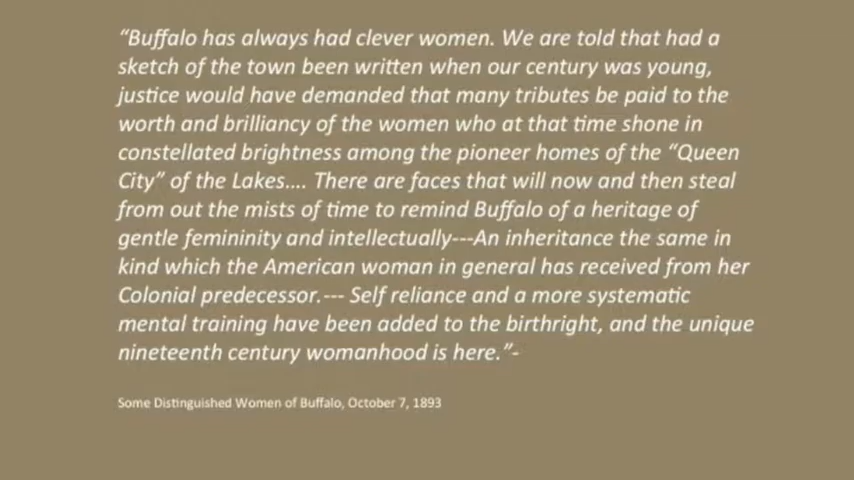 “Buffalo has always had clever women. We are told that had a
sketch of the town been written when our century was young,
justice would have demanded that many tributes be paid to the
worth and brilliancy of the women who at that time shone in
constellated brightness among the pioneer homes of the “Queen
City” of the Lakes.... There are faces that will now and then steal
from out the mists of time to remind Buffalo of a heritage of
gentle femininity and intellectually---An inheritance the same in
kind which the American woman in general has received from her
Colonial predecessor.--- Self reliance and a more systematic
mental training have been added to the birthright, and the unique
nineteenth century womanhood is here.”-
Some Distinguished Women of Buffalo, October 7, 1893